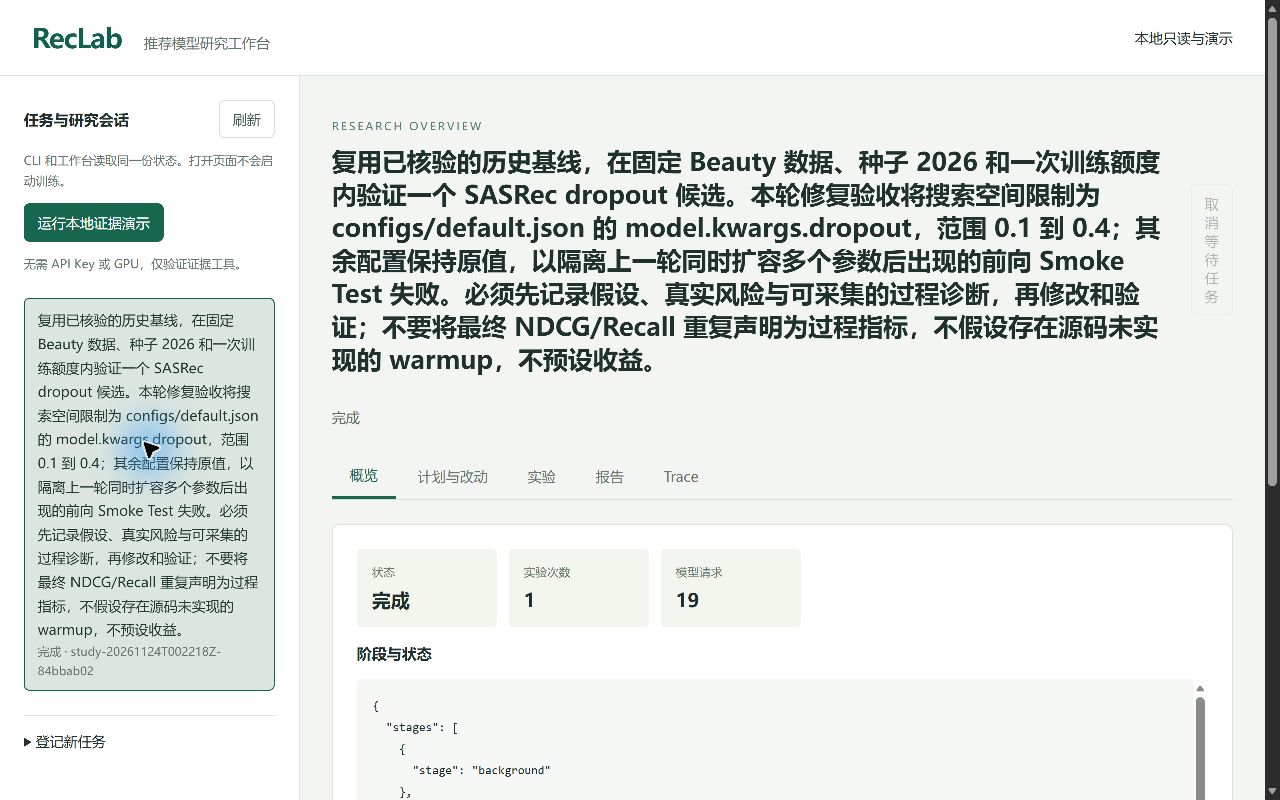 RecLab
推荐模型研究工作台
本地只读与演示
任务与研究会话
刷新
CLI 和工作台读取同一份状态。打开页面不会启
动训练。
运行本地证据演示
无需 API Key 或 GPU，仅验证证据工具。
复用已核验的历史基线，在固定
Beauty 数据、种子 2026 和一次训
练额度内验证一个 SASRec
dropout 候选。本轮修复验收将搜
索空间限制为 configs/default.json
的 model.kwargs.dropout，范围
0.1 到 0.4；其余配置保持原值，以
隔离上一轮同时扩容多个参数后出
现的前向 Smoke Test 失败。必须
先记录假设、真实风险与可采集的
过程诊断，再修改和验证；不要将
最终 NDCG/Recall 重复声明为过程
指标，不假设存在源码未实现的
warmup，不预设收益。
完成 · study-20261124T002218Z-
84bbab02
登记新任务
RESEARCH OVERVIEW
复用已核验的历史基线，在固定 Beauty 数据、种子 2026 和一次训练额度
内验证一个 SASRec dropout 候选。本轮修复验收将搜索空间限制为
configs/default.json 的 model.kwargs.dropout，范围 0.1 到 0.4；其
余配置保持原值，以隔离上一轮同时扩容多个参数后出现的前向 Smoke
Test 失败。必须先记录假设、真实风险与可采集的过程诊断，再修改和验
证；不要将最终 NDCG/Recall 重复声明为过程指标，不假设存在源码未实
现的 warmup，不预设收益。
取
消
等
待
任
务
完成
概览
计划与改动
实验
报告
Trace
状态
完成
实验次数
1
模型请求
19
阶段与状态
{
"stages": [
{
"stage": "background"
},